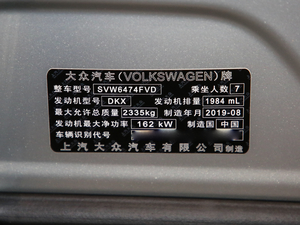 大众汽车(VOLKSWAGEN)牌
整车型号 SVW6474FVD 乘坐人数 7
发动机型号 DKX 发动机排量 1984 mL
最大允许总质量 2335kg 制造年月 2019-08
发动机最大净功率 162 kW 制造国 中国
车辆识别代号
上汽大众汽车有限公司 制造